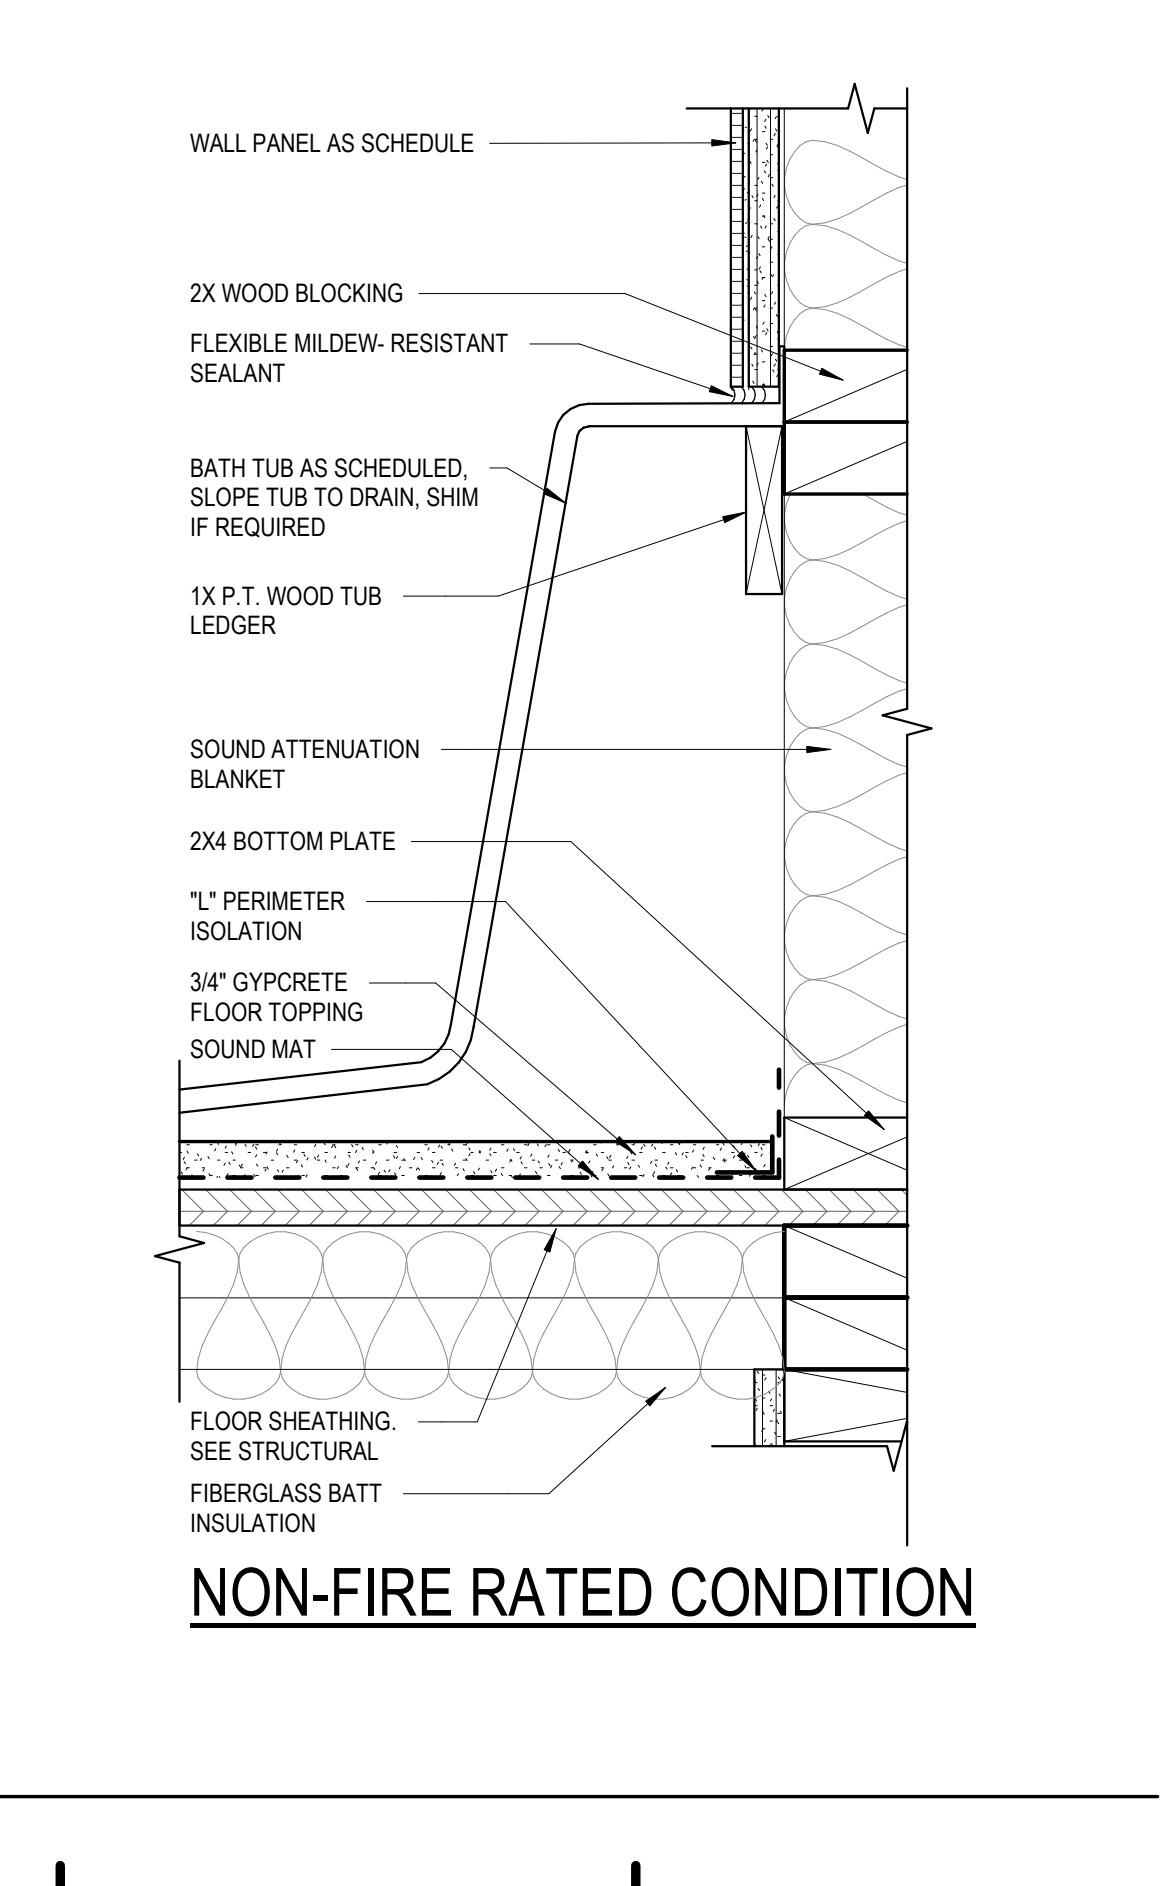 WALL PANEL AS SCHEDULE
2X WOOD BLOCKING
FLEXIBLE MILDEW- RESISTANT
SEALANT
BATH TUB AS SCHEDULED,
SLOPE TUB TO DRAIN, SHIM
IF REQUIRED
1X P.T. WOOD TUB
LEDGER
SOUND ATTENUATION
BLANKET
2X4 BOTTOM PLATE
"L" PERIMETER
ISOLATION
3/4" GYPCRETE
FLOOR TOPPING
SOUND MAT
FLOOR SHEATHING.
SEE STRUCTURAL
FIBERGLASS BATT
INSULATION
NON-FIRE RATED CONDITION